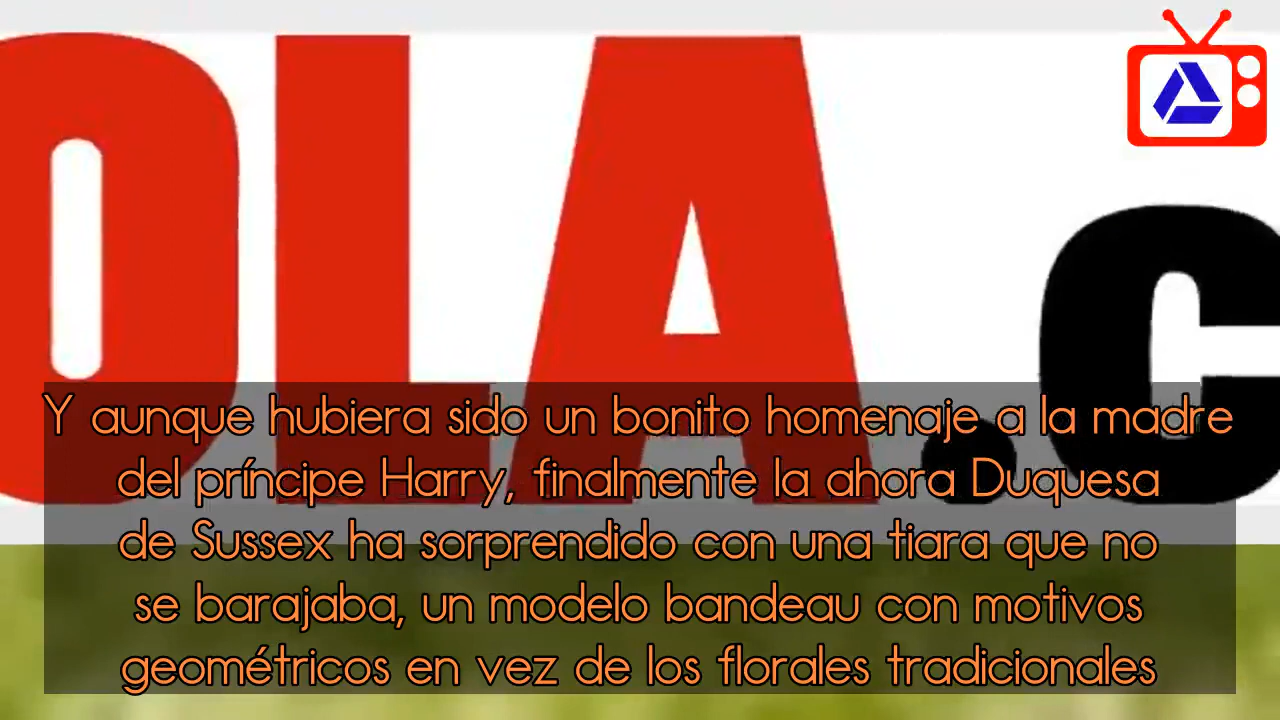 OLA.c
Y aunque hubiera sido un bonito homenaje a la madre
del príncipe Harry, finalmente la ahora Duquesa
de Sussex ha sorprendido con una tiara que no
se barajaba, un modelo bandeau con motivos
geométricos en vez de los florales tradicionales